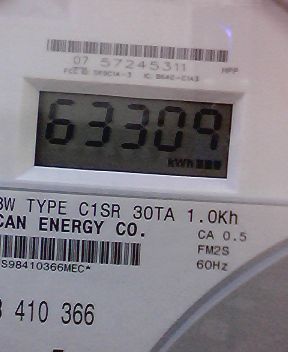 07 57245311
63309
kWh
3W TYPE C1SR 30TA 1.0Kh
CAN ENERGY CO.
CA 0.5
FM2S
60Hz
S98410366MEC*
410 366